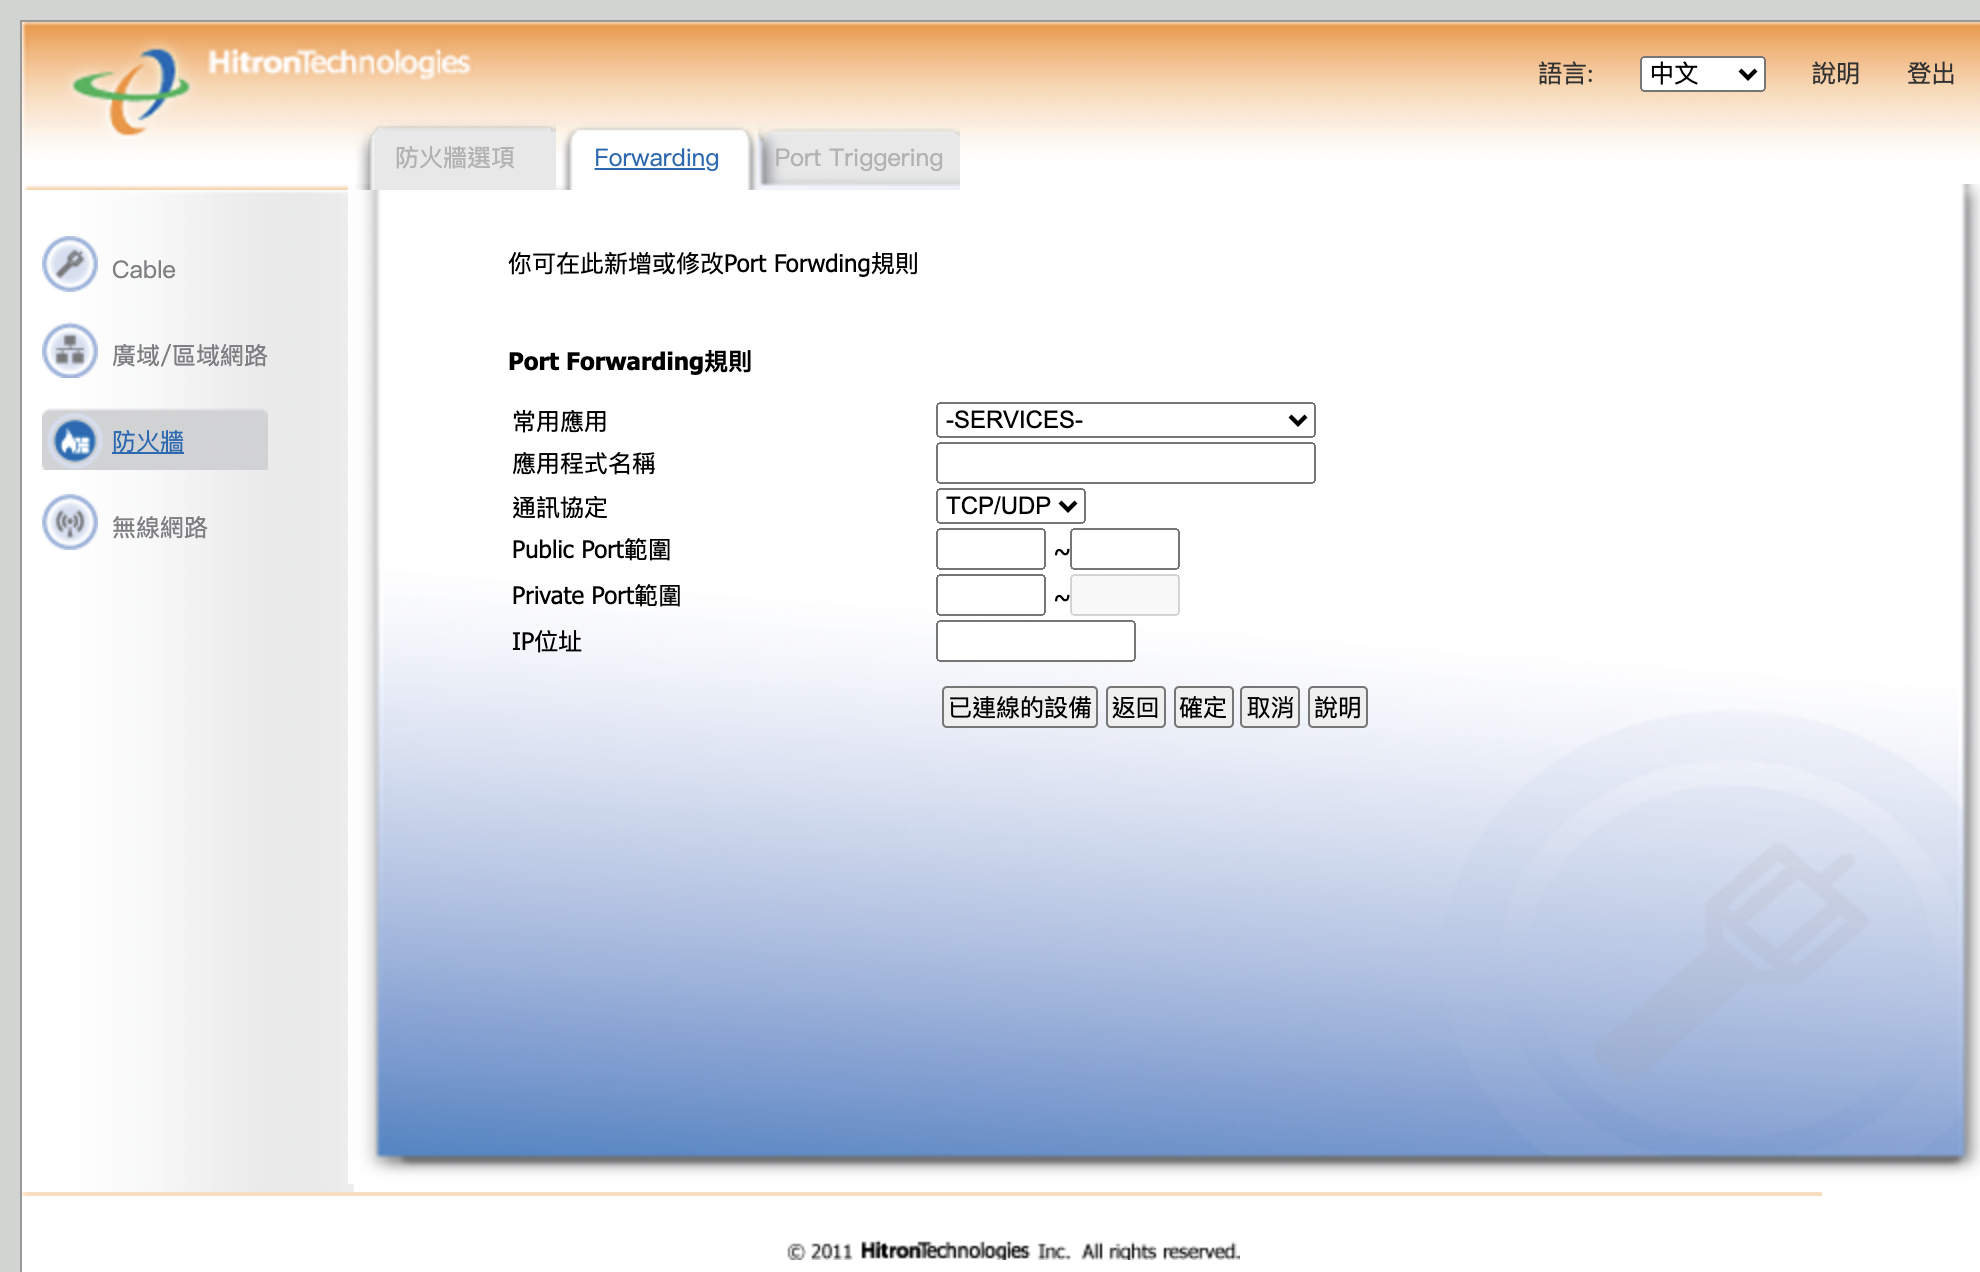 HitronTechnologies
語言: 中文 說明 登出
防火牆選項 Forwarding Port Triggering
Cable
廣域/區域網路
防火牆
無線網路
你可在此新增或修改Port Forwding規則
Port Forwarding規則
常用應用 -SERVICES-
應用程式名稱
通訊協定 TCP/UDP
Public Port範圍 ~
Private Port範圍 ~
IP位址
已連線的設備 返回 確定 取消 說明
© 2011 HitronTechnologies Inc. All rights reserved.